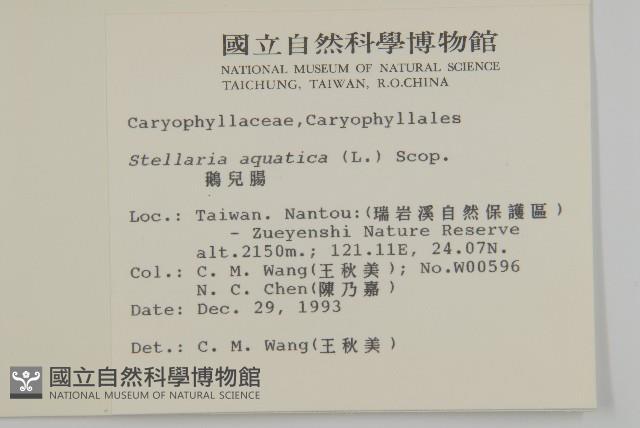 國立自然科學博物館
NATIONAL MUSEUM OF NATURAL SCIENCE
TAICHUNG, TAIWAN, R.O.CHINA
Caryophyllaceae,Caryophyllales
Stellaria aquatica (L.) Scop.
鵝兒腸
Loc.: Taiwan. Nantou:(瑞岩溪自然保護區)
- Zueyenshi Nature Reserve
alt.2150m.; 121.11E, 24.07N.
Col.: C. M. Wang(王秋美); No.W00596
N. C. Chen(陳乃嘉)
Date: Dec. 29, 1993
Det.: C. M. Wang(王秋美)
國立自然科學博物館
NATIONAL MUSEUM OF NATURAL SCIENCE